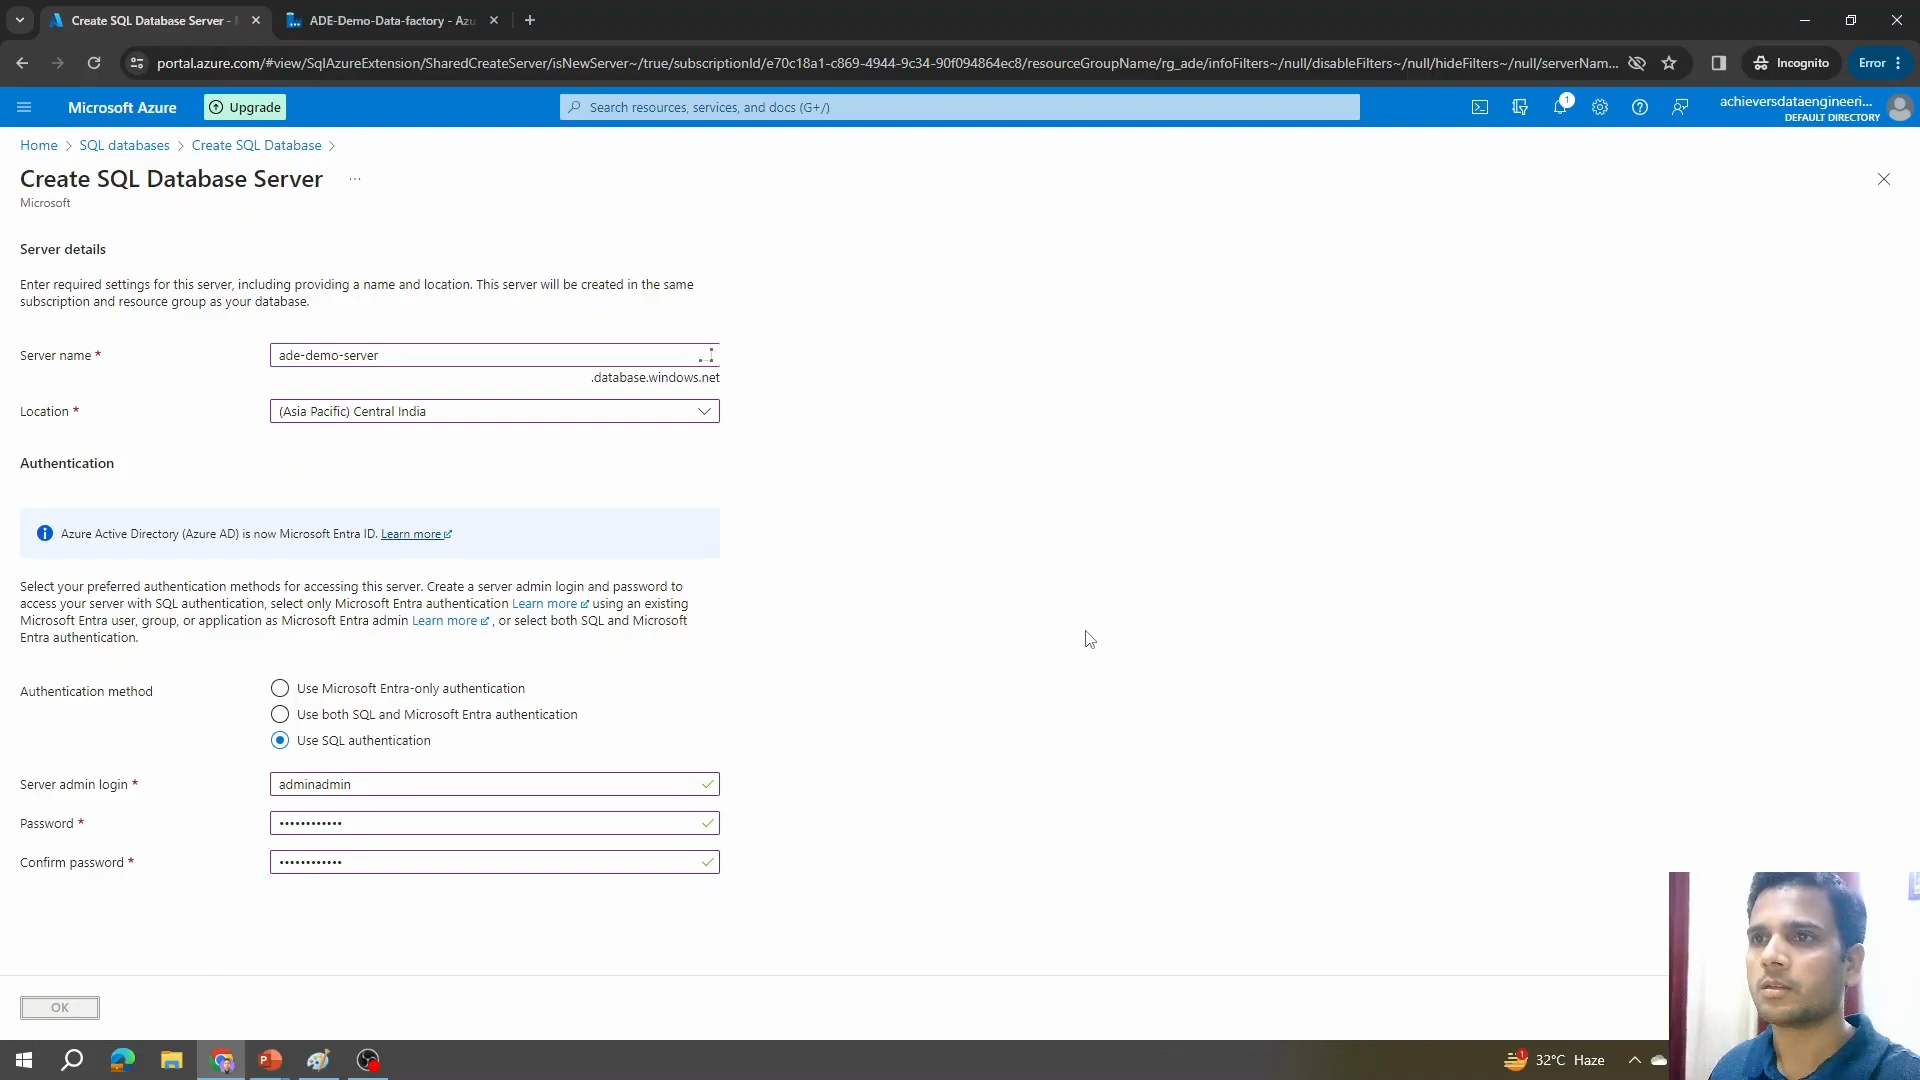 Create SQL Database Server -
ADE-Demo-Data-factory - Azu
portal.azure.com/#view/SqlAzureExtension/SharedCreateServer/isNewServer~/true/subscriptionId/e70c18a1-c869-4944-9c34-90f094864ec8/resourceGroupName/rg_ade/infoFilters~/null/disableFilters~/null/hideFilters~/null/serverNam...
Incognito
Error
Microsoft Azure
Upgrade
Search resources, services, and docs (G+/)
1
achieversdataengineeri...
DEFAULT DIRECTORY
Home > SQL databases > Create SQL Database >
Create SQL Database Server ...
Microsoft
Server details
Enter required settings for this server, including providing a name and location. This server will be created in the same
subscription and resource group as your database.
Server name *
ade-demo-server
.database.windows.net
Location *
(Asia Pacific) Central India
Authentication
Azure Active Directory (Azure AD) is now Microsoft Entra ID. Learn more
Select your preferred authentication methods for accessing this server. Create a server admin login and password to
access your server with SQL authentication, select only Microsoft Entra authentication Learn more using an existing
Microsoft Entra user, group, or application as Microsoft Entra admin Learn more , or select both SQL and Microsoft
Entra authentication.
Authentication method
Use Microsoft Entra-only authentication
Use both SQL and Microsoft Entra authentication
Use SQL authentication
Server admin login *
adminadmin
Password *
••••••••••••
Confirm password *
••••••••••••
OK
1
32°C Haze